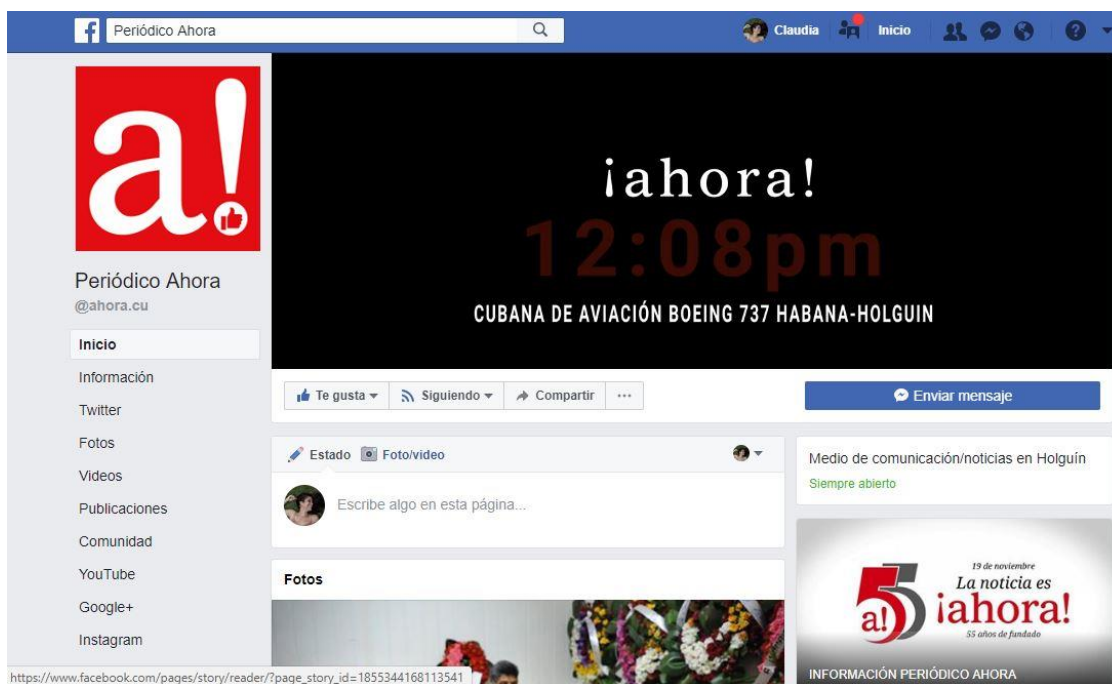 f Periódico Ahora
Claudia Inicio
a!
Periódico Ahora
@ahora.cu
Inicio
Información
Twitter
Fotos
Videos
Publicaciones
Comunidad
YouTube
Google+
Instagram
¡ahora!
12:08pm
CUBANA DE AVIACIÓN BOEING 737 HABANA-HOLGUIN
Te gusta Siguiendo Compartir ...
Enviar mensaje
Estado Foto/video
Escribe algo en esta página...
Fotos
Medio de comunicación/noticias en Holguín
Siempre abierto
55 a!
19 de noviembre
La noticia es
¡ahora!
55 años de fundado
INFORMACIÓN PERIÓDICO AHORA
https://www.facebook.com/pages/story/reader/?page_story_id=1855344168113541